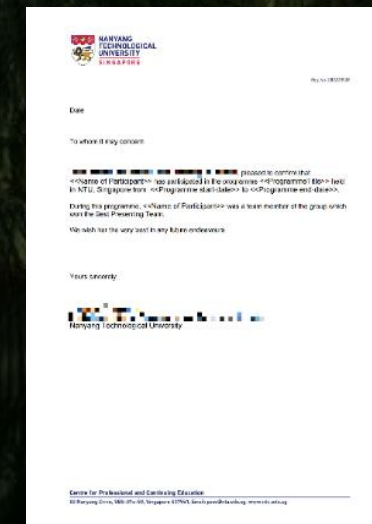 NANYANG
TECHNOLOGICAL
UNIVERSITY
SINGAPORE
Date
To whom it may concern
pleased to confirm that
<<Name of Participant>> has participated in the programme <<Programme Title>> held
in NTU, Singapore from <<Programme start-date>> to <<Programme end-date>>.
During this programme, <<Name of Participant>> was a team member of the group which
won the Best Presenting Team.
We wish her the very best in any future endeavours
Yours sincerely
Nanyang Technological University
Centre for Professional and Continuing Education